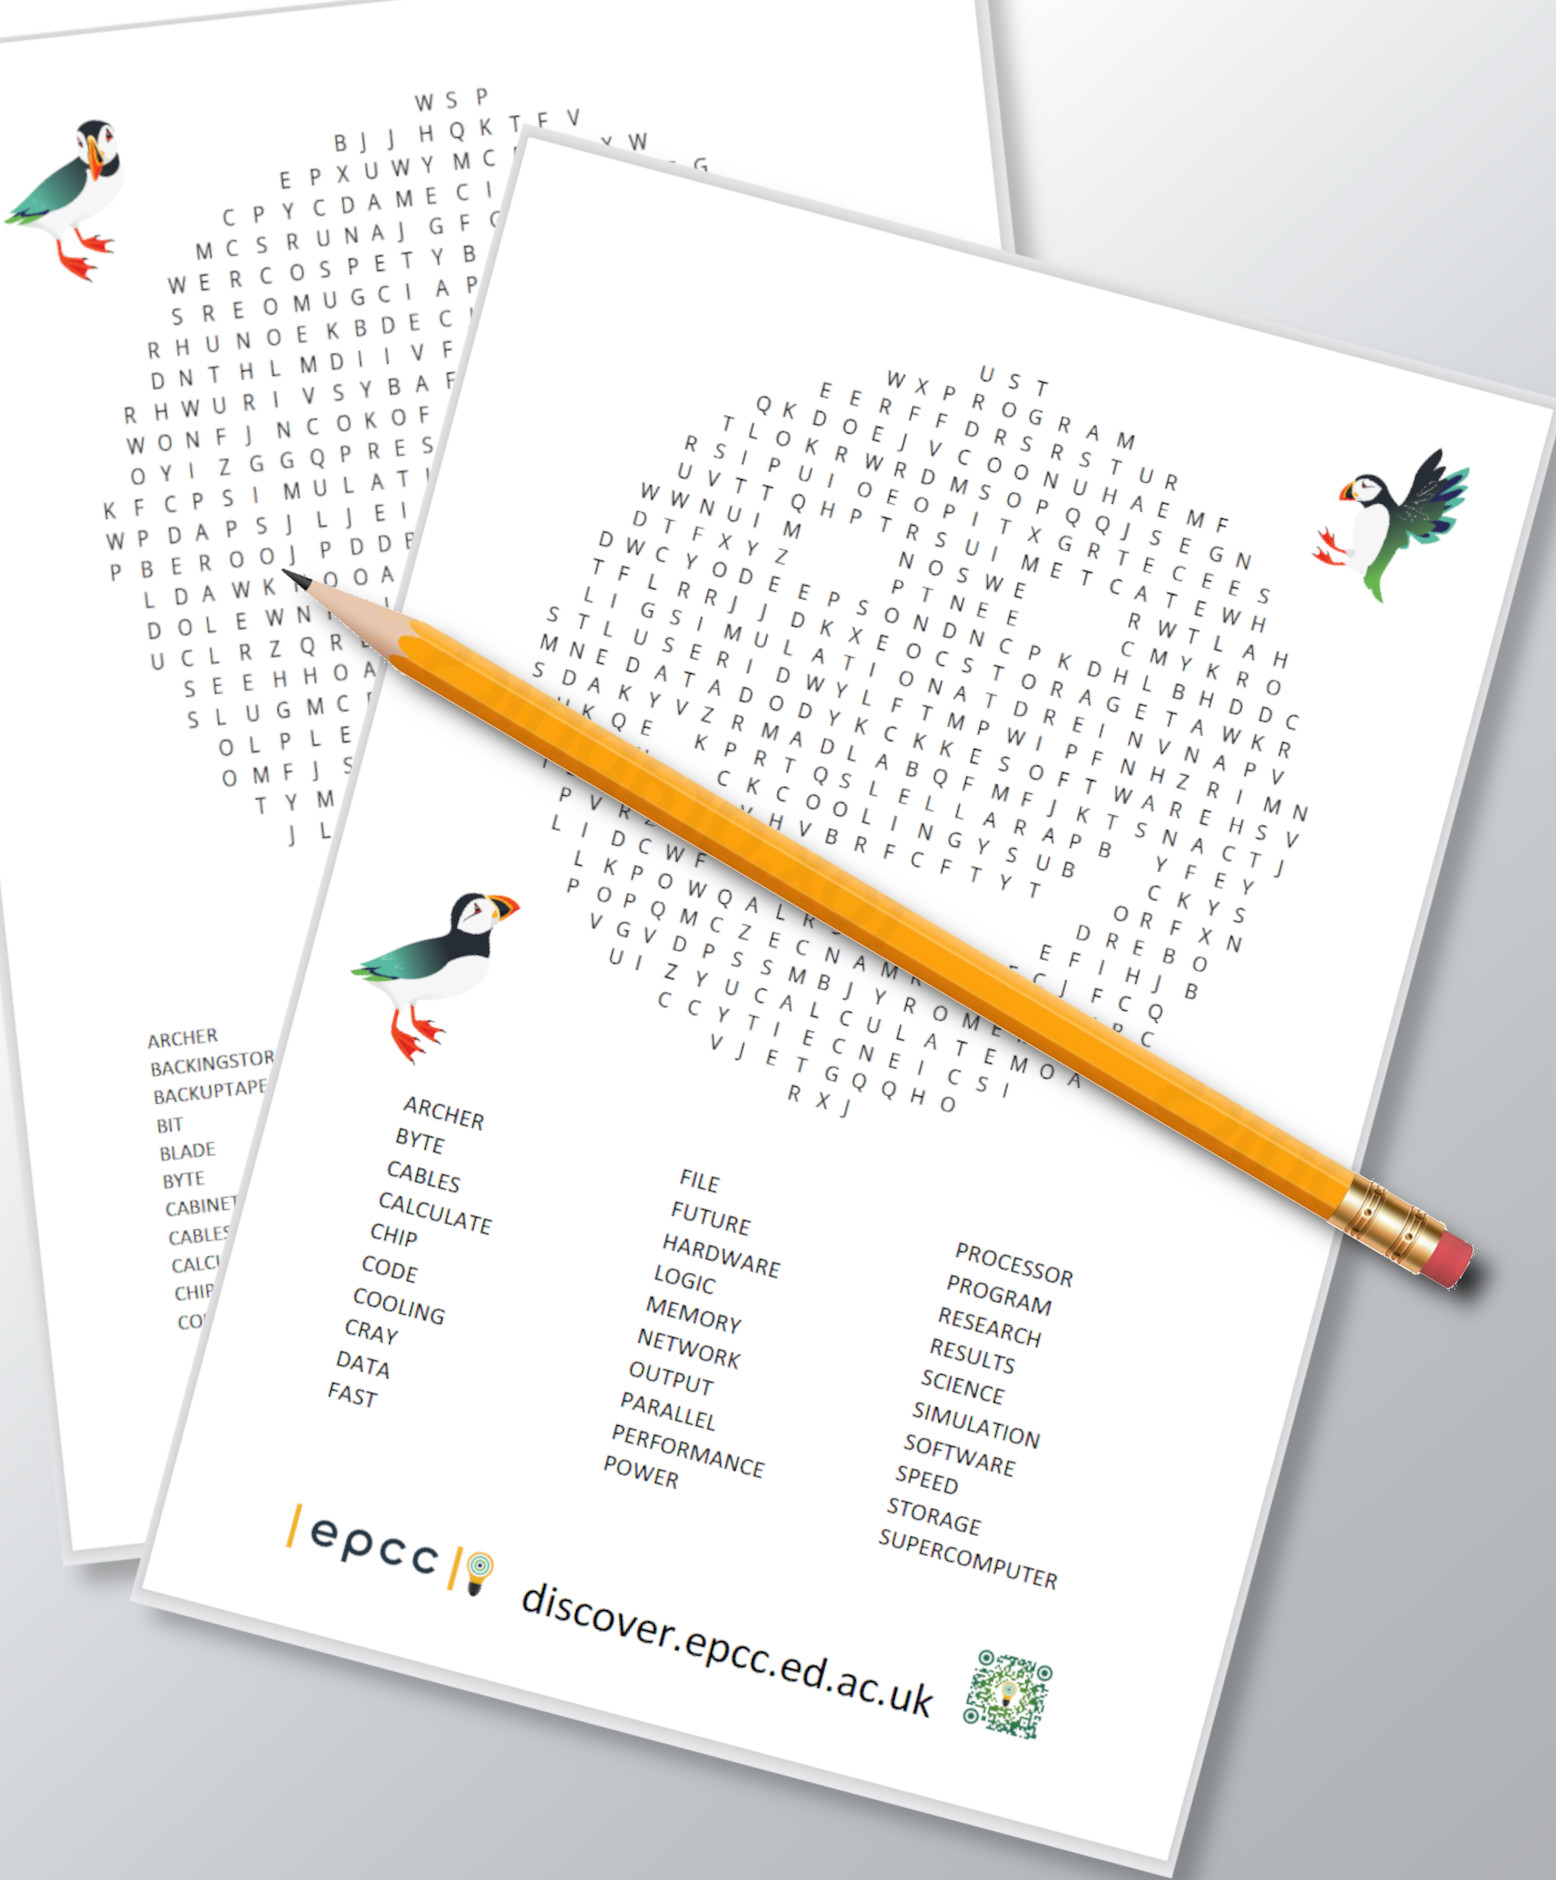 W S P
B J J H Q K T F V
E P X U W Y M C X W
C P Y C D A M E C I G
M C S R U N A J G F
W E R C O S P E T Y B
S R E O M U G C I A P
R H U N O E K B D E C
D N T H L M D I I V F
R H W U R I V S Y B A F
W O N F J N C O K O F
O Y I Z G G Q P R E S
K F C P S I M U L A T
W P D A P S J L J E I
P B E R O O J P D D
L D A W K O O A
D O L E W N
U C L R Z Q R
S E E H H O A
S L U G M C
O L P L E
O M F J S
T Y M
J L
ARCHER
BACKINGSTOR
BACKUPTAPE
BIT
BLADE
BYTE
CABINET
CABLES
CALCU
CHIP
CO
U S T
W X P R O G R A M
E E R F F D R S R S T U R
Q K D O E J V C O O N U H A E M F
T L O K R W R D M S O P Q Q J S E G N
R S I P U I O E O P I T X G R T E C E E S
U V T T Q H P T R S U I M E T C A T E W H
W W N U I M N O S W E R W T L A H
D T F X Y Z P T N E E C M Y K R O
D W C Y O D E E P S O N D N C P K D H L B H D D C
T F L R R J J D K X E O C S T O R A G E T A W K R
L I G S I M U L A T I O N A T D R E I N V N A P V
S T L U S E R I D W Y L F T M P W I P F N H Z R I M N
M N E D A T A D O D Y K C K K E S O F T W A R E H S V
S D A K Y V Z R M A D L A B Q F M F J K T S N A C T J
K Q E K P R T Q S L E L L A R A P B Y F E Y
C K C O O L I N G Y S U B C K Y S
P V R V H V B R F C F T Y T O R F X N
L I D C W F D R E B O
L K P O W Q A L R E F I H J B
P O P Q M C Z E C N A M C J F C Q
V G V D P S S M B J Y R O M E C
U I Z Y U C A L C U L A T E M O A
C C Y T I E C N E I C S I
V J E T G Q Q H O
R X J
ARCHER
BYTE
CABLES
CALCULATE
CHIP
CODE
COOLING
CRAY
DATA
FAST
FILE
FUTURE
HARDWARE
LOGIC
MEMORY
NETWORK
OUTPUT
PARALLEL
PERFORMANCE
POWER
PROCESSOR
PROGRAM
RESEARCH
RESULTS
SCIENCE
SIMULATION
SOFTWARE
SPEED
STORAGE
SUPERCOMPUTER
epcc
discover.epcc.ed.ac.uk